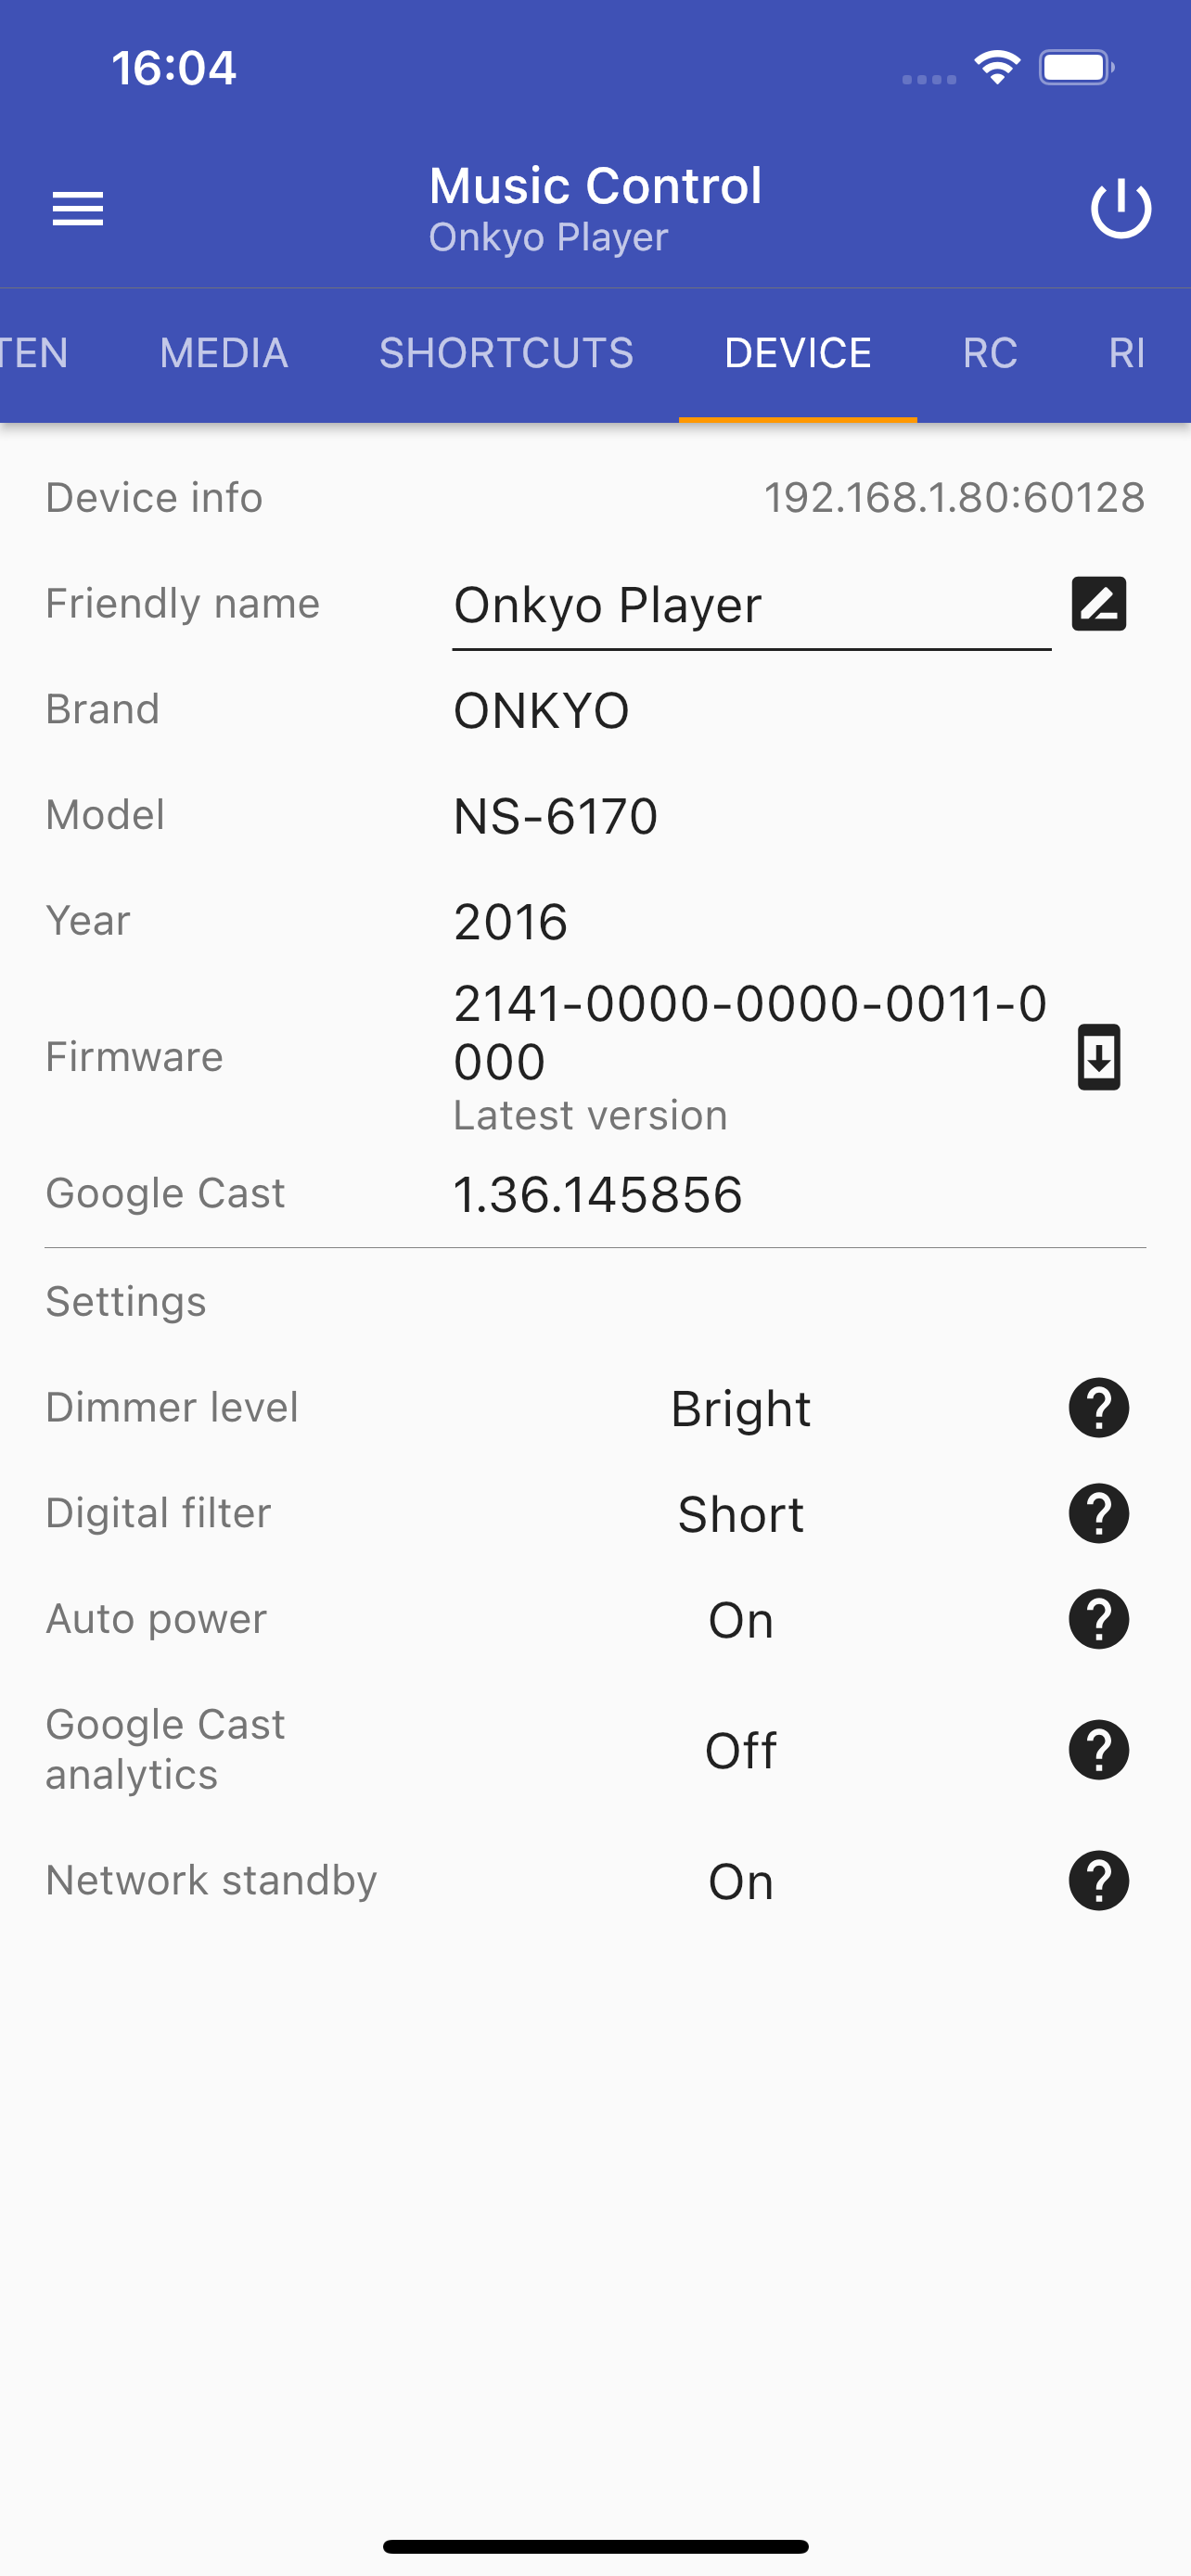 16:04
Music Control
Onkyo Player
TEN MEDIA SHORTCUTS DEVICE RC RI
Device info 192.168.1.80:60128
Friendly name Onkyo Player
Brand ONKYO
Model NS-6170
Year 2016
Firmware 2141-0000-0000-0011-0
000
Latest version
Google Cast 1.36.145856
Settings
Dimmer level Bright ?
Digital filter Short ?
Auto power On ?
Google Cast
analytics Off ?
Network standby On ?